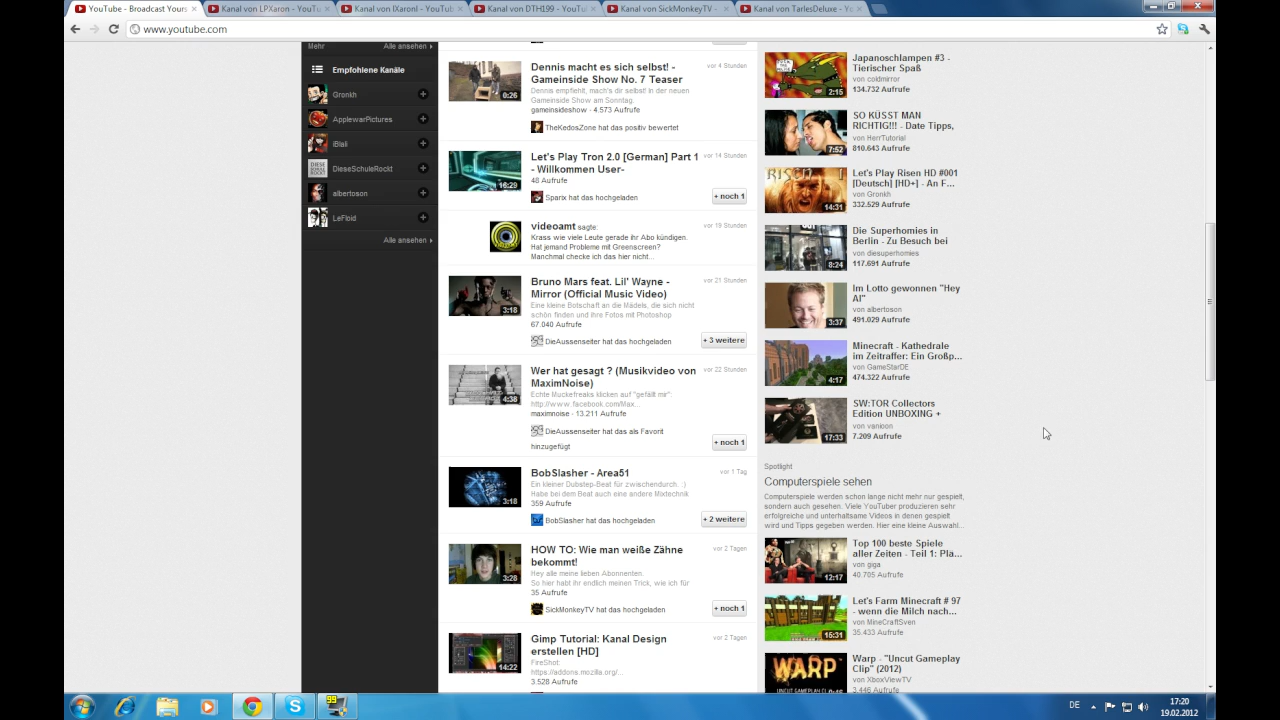 YouTube - Broadcast Yours
Kanal von LPXaron - YouTu
Kanal von IXaronI - YouTub
Kanal von DTH199 - YouTu
Kanal von SickMonkeyTV -
Kanal von TarlesDeluxe - Yo
www.youtube.com
Mehr
Alle ansehen
Empfohlene Kanäle
Gronkh
ApplewarPictures
iBlali
DIESE SCHULE ROCKT
DieseSchuleRockt
albertoson
LeFloid
Alle ansehen
Dennis macht es sich selbst! -
Gameinside Show No. 7 Teaser
vor 4 Stunden
Dennis empfiehlt, mach's dir selbst! In der neuen
Gameinside Show am Sonntag.
gameinsideshow - 4.573 Aufrufe
0:26
TheKedosZone hat das positiv bewertet
Let's Play Tron 2.0 [German] Part 1
- Willkommen User-
vor 14 Stunden
48 Aufrufe
16:29
Sparix hat das hochgeladen
+ noch 1
videoamt sagte:
vor 19 Stunden
Krass wie viele Leute gerade ihr Abo kündigen.
Hat jemand Probleme mit Greenscreen?
Manchmal checke ich das hier nicht...
Bruno Mars feat. Lil' Wayne -
Mirror (Official Music Video)
vor 21 Stunden
Eine kleine Botschaft an die Mädels, die sich nicht
schön finden und ihre Fotos mit Photoshop
67.040 Aufrufe
3:18
DieAussenseiter hat das hochgeladen
+ 3 weitere
Wer hat gesagt ? (Musikvideo von
MaximNoise)
vor 22 Stunden
Echte Muckefreaks klicken auf "gefällt mir":
http://www.facebook.com/Max...
maximnoise - 13.211 Aufrufe
4:38
DieAussenseiter hat das als Favorit
hinzugefügt
+ noch 1
BobSlasher - Area51
vor 1 Tag
Ein kleiner Dubstep-Beat für zwischendurch. :)
Habe bei dem Beat auch eine andere Mixtechnik
359 Aufrufe
3:18
BobSlasher hat das hochgeladen
+ 2 weitere
HOW TO: Wie man weiße Zähne
bekommt!
vor 2 Tagen
Hey alle meine lieben Abonnenten.
So hier habt ihr endlich meinen Trick, wie ich für
35 Aufrufe
3:28
SickMonkeyTV hat das hochgeladen
+ noch 1
Gimp Tutorial: Kanal Design
erstellen [HD]
vor 2 Tagen
FireShot:
https://addons.mozilla.org/...
3.528 Aufrufe
14:22
Japanoschlampen #3 -
Tierischer Spaß
von coldmirror
134.732 Aufrufe
2:15
SO KÜSST MAN
RICHTIG!!! - Date Tipps,
von HerrTutorial
810.643 Aufrufe
7:52
RISEN
Let's Play Risen HD #001
[Deutsch] [HD+] - An F...
von Gronkh
332.529 Aufrufe
14:31
Die Superhomies in
Berlin - Zu Besuch bei
von diesuperhomies
117.691 Aufrufe
8:24
Im Lotto gewonnen "Hey
Al"
von albertoson
491.029 Aufrufe
3:37
Minecraft - Kathedrale
im Zeitraffer: Ein Großp...
von GameStarDE
474.322 Aufrufe
4:17
SW:TOR Collectors
Edition UNBOXING +
von vanioon
7.209 Aufrufe
17:33
Spotlight
Computerspiele sehen
Computerspiele werden schon lange nicht mehr nur gespielt,
sondern auch gesehen. Viele YouTuber produzieren sehr
erfolgreiche und unterhaltsame Videos in denen gespielt
wird und Tipps gegeben werden. Hier eine kleine Auswahl...
Top 100 beste Spiele
aller Zeiten - Teil 1: Pla...
von giga
40.705 Aufrufe
12:17
Let's Farm Minecraft # 97
- wenn die Milch nach...
von MineCraftSven
35.433 Aufrufe
15:31
Warp - "Uncut Gameplay
Clip" (2012)
von XboxViewTV
3.446 Aufrufe
WARP
UNCUT GAMEPLAY CL
DE
17:20
19.02.2012